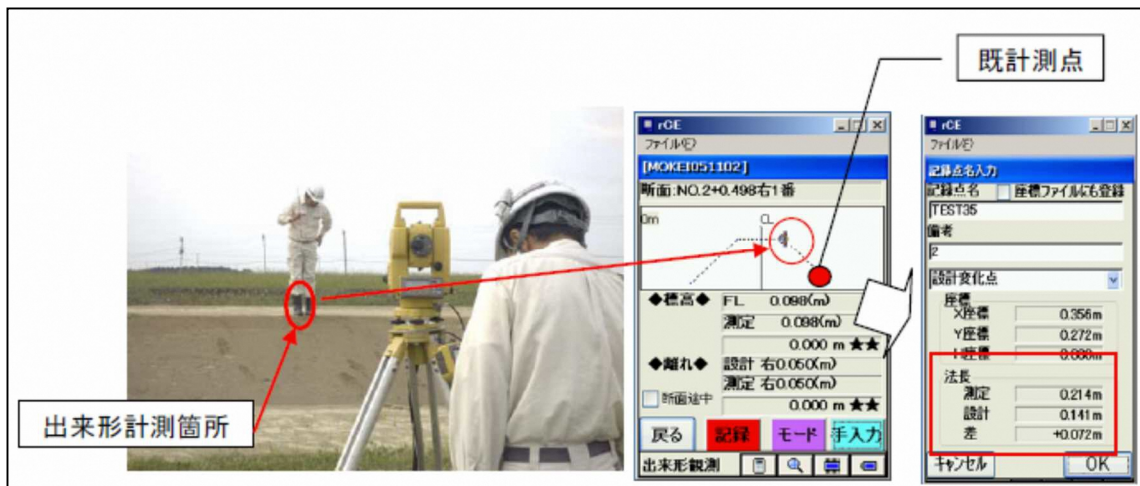 既計測点
出来形計測箇所
rCE
ファイル(F)
[MOKEI051102]
断面:NO.2+0.498右1番
0m
CL
◆標高◆ FL 0.098(m)
測定 0.098(m)
0.000 m ★★
◆離れ◆ 設計 右0.050(m)
測定 右0.050(m)
断面途中
0.000 m ★★
戻る 記録 モード 手入力
出来形観測
rCE
ファイル(F)
記録点名入力
記録点名 座標ファイルにも登録
TEST35
備考
2
設計変化点
座標
X座標 0.356m
Y座標 0.272m
法長
測定 0.214m
設計 0.141m
差 +0.072m
キャンセル OK